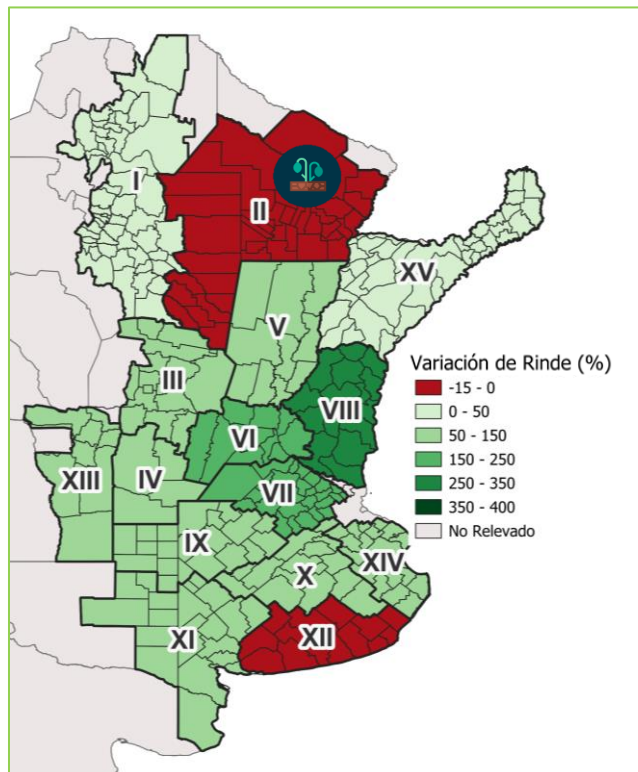 I
II
XV
V
III
Variación de Rinde (%)
-15 - 0
0 - 50
50 - 150
150 - 250
250 - 350
350 - 400
No Relevado
VIII
VI
XIII
IV
VII
IX
XIV
X
XI
XII